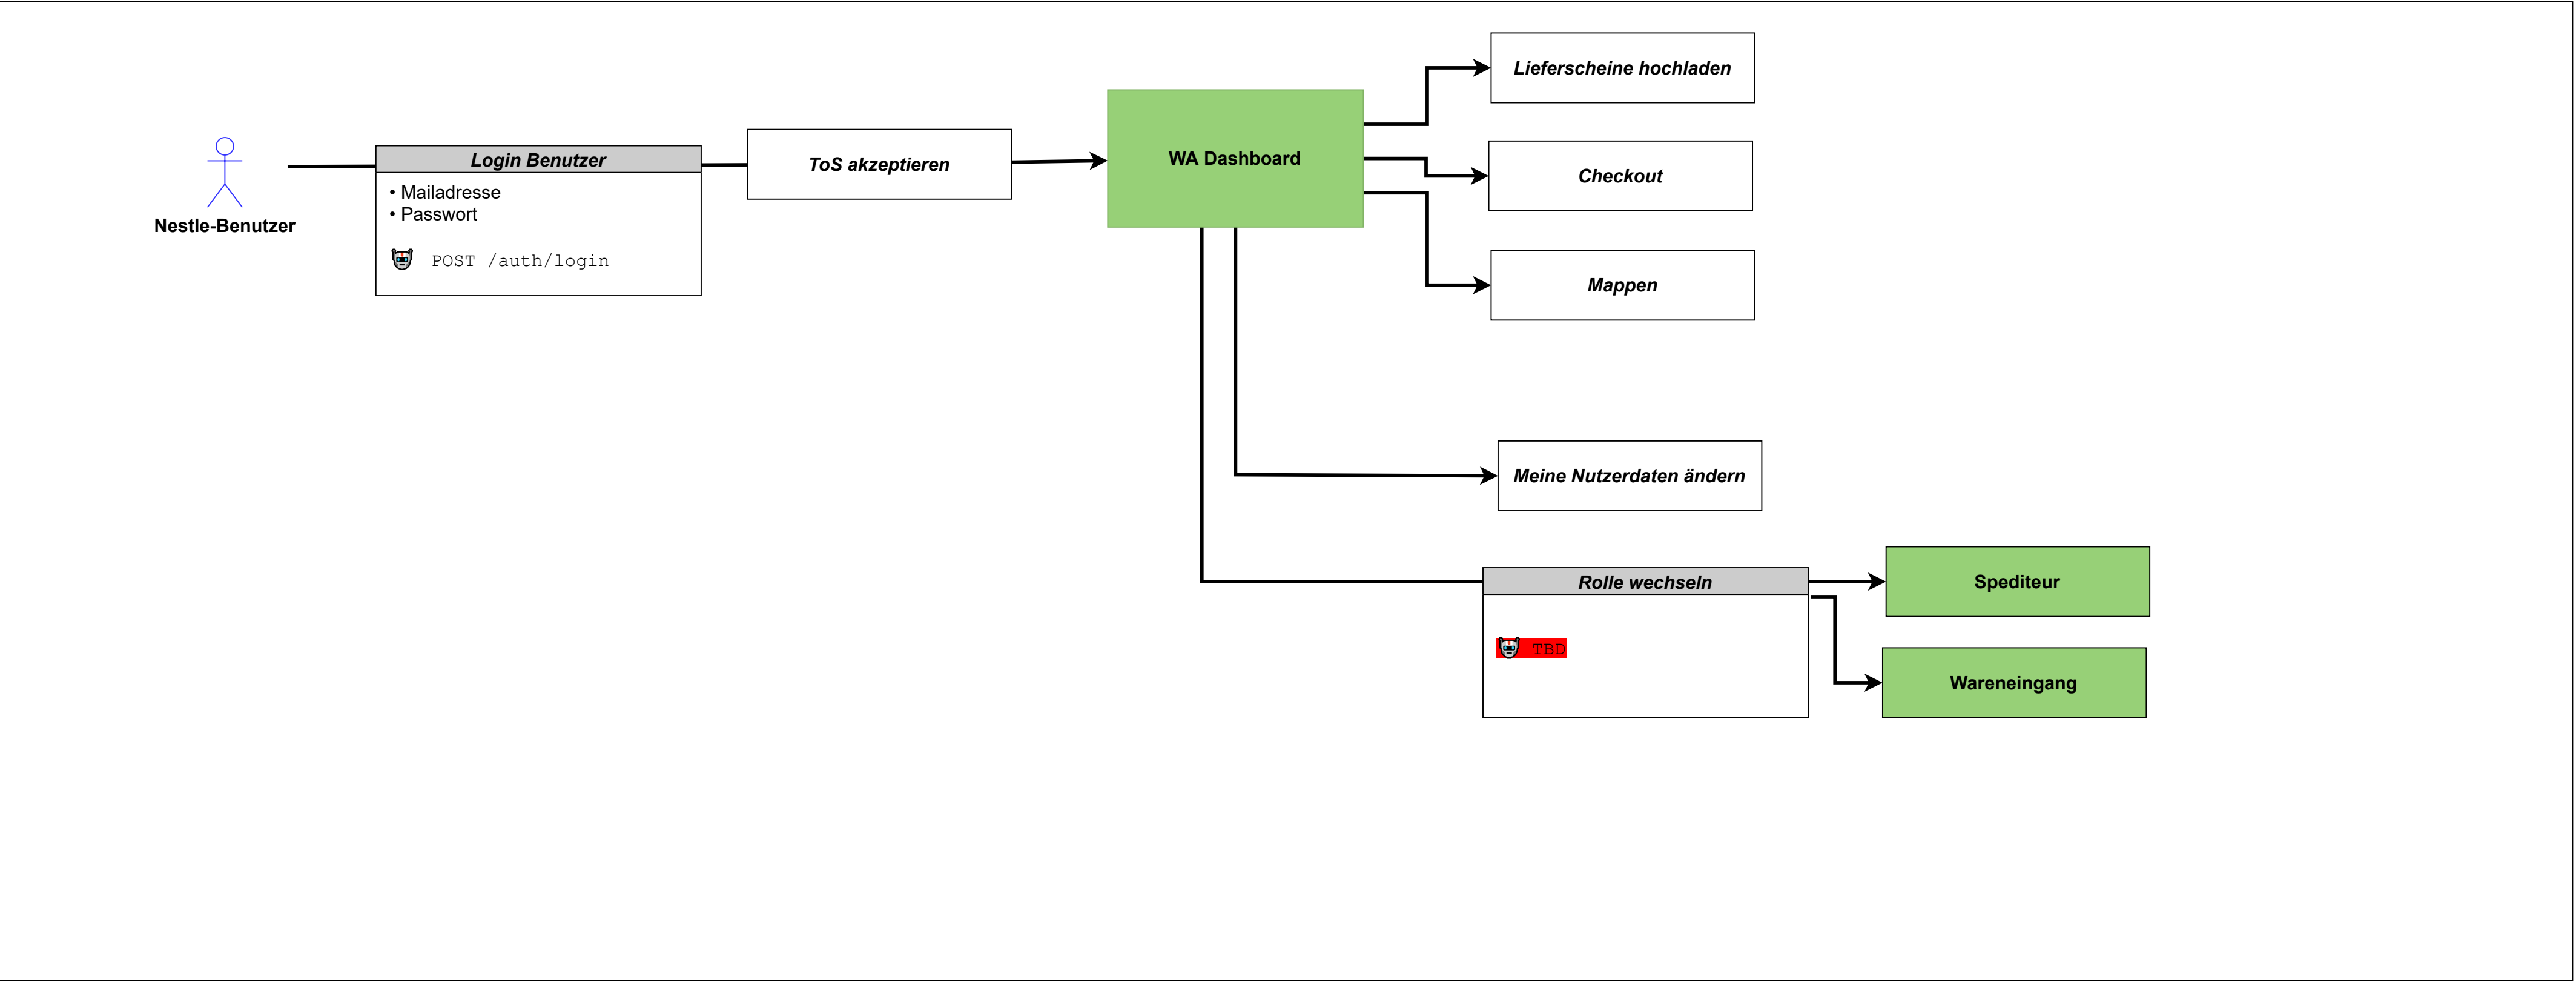 Lieferscheine hochladen
Nestle-Benutzer
Login Benutzer
• Mailadresse
• Passwort
POST /auth/login
ToS akzeptieren
WA Dashboard
Checkout
Mappen
Meine Nutzerdaten ändern
Rolle wechseln
TBD
Spediteur
Wareneingang